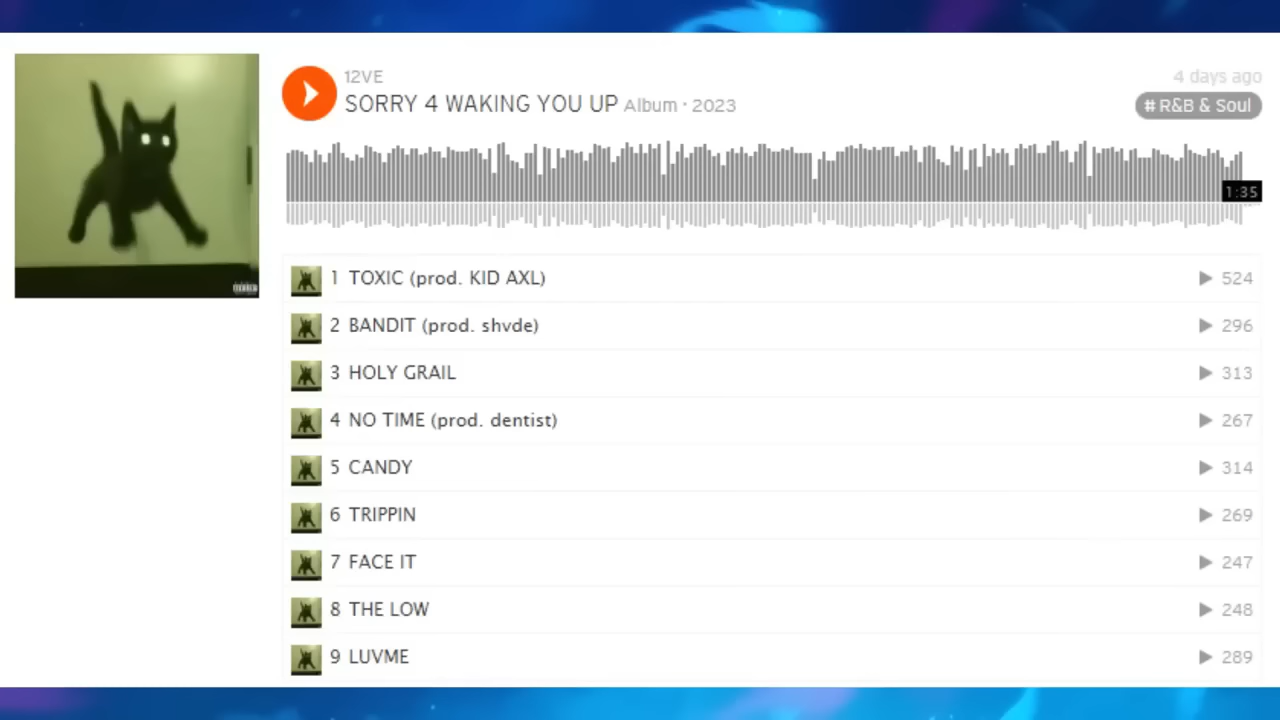 12VE
4 days ago
SORRY 4 WAKING YOU UP Album · 2023
# R&B & Soul
1:35
1 TOXIC (prod. KID AXL)
524
2 BANDIT (prod. shvde)
296
3 HOLY GRAIL
313
4 NO TIME (prod. dentist)
267
5 CANDY
314
6 TRIPPIN
269
7 FACE IT
247
8 THE LOW
248
9 LUVME
289